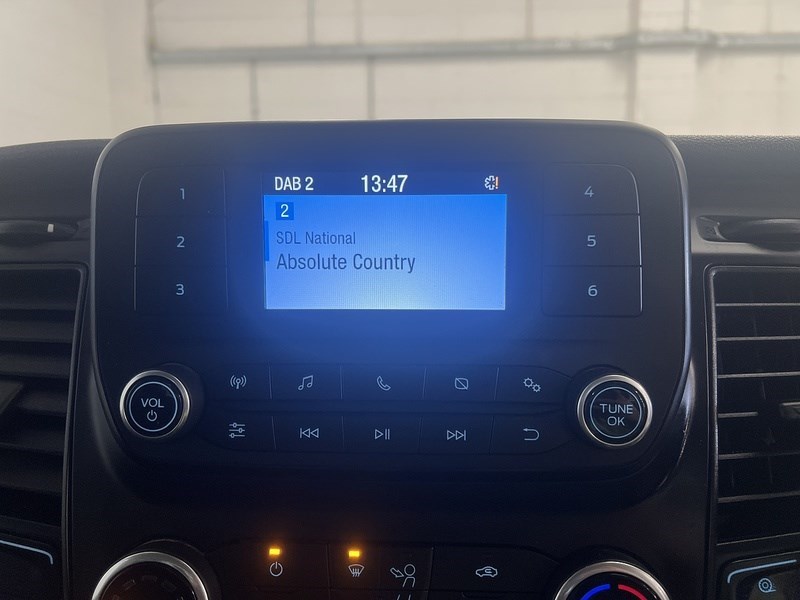 DAB 2 13:47
2
SDL National
Absolute Country
1
2
3
4
5
6
VOL
TUNE
OK